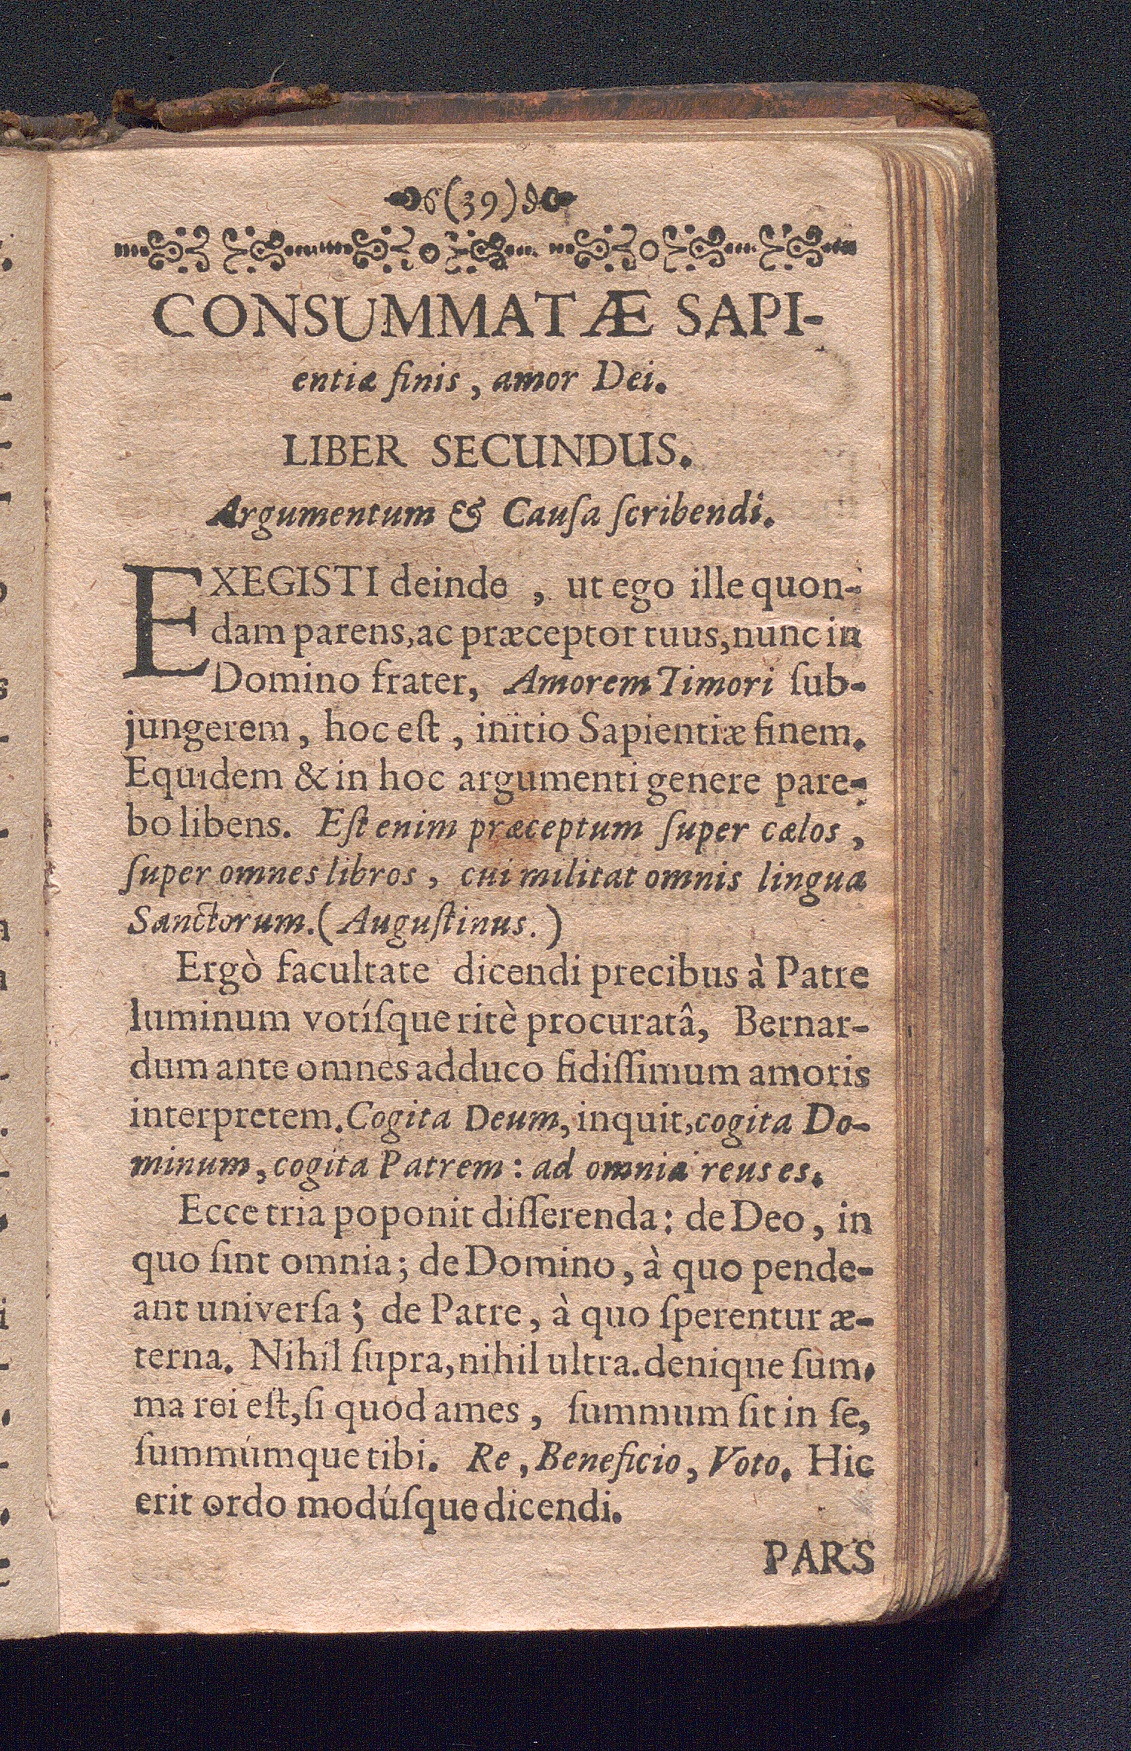 (39)
CONSUMMATÆ SAPI-
entiæ finis, amor Dei.
LIBER SECUNDUS.
Argumentum & Cauſa ſcribendi.
EXEGISTI deinde, ut ego ille quon-
dam parens, ac præceptor tuus, nunc in
Domino frater, Amorem Timori ſub-
jungerem, hoc eſt, initio Sapientiæ finem.
Equidem & in hoc argumenti genere pare-
bo libens. Eſt enim præceptum ſuper cælos,
ſuper omnes libros, cui militat omnis lingua
Sanctorum. (Auguſtinus.)
Ergò facultate dicendi precibus à Patre
luminum votíſque ritè procuratâ, Bernar-
dum ante omnes adduco fidiſſimum amoris
interpretem. Cogita Deum, inquit, cogita Do-
minum, cogita Patrem: ad omnia reus es.
Ecce tria poponit diſſerenda: de Deo, in
quo ſint omnia; de Domino, à quo pende-
ant univerſa; de Patre, à quo ſperentur æ-
terna. Nihil ſupra, nihil ultra. denique ſum-
ma rei eſt, ſi quod ames, ſummum ſit in ſe,
ſummúmque tibi. Re, Beneficio, Voto. Hic
erit ordo modúſque dicendi.
PARS